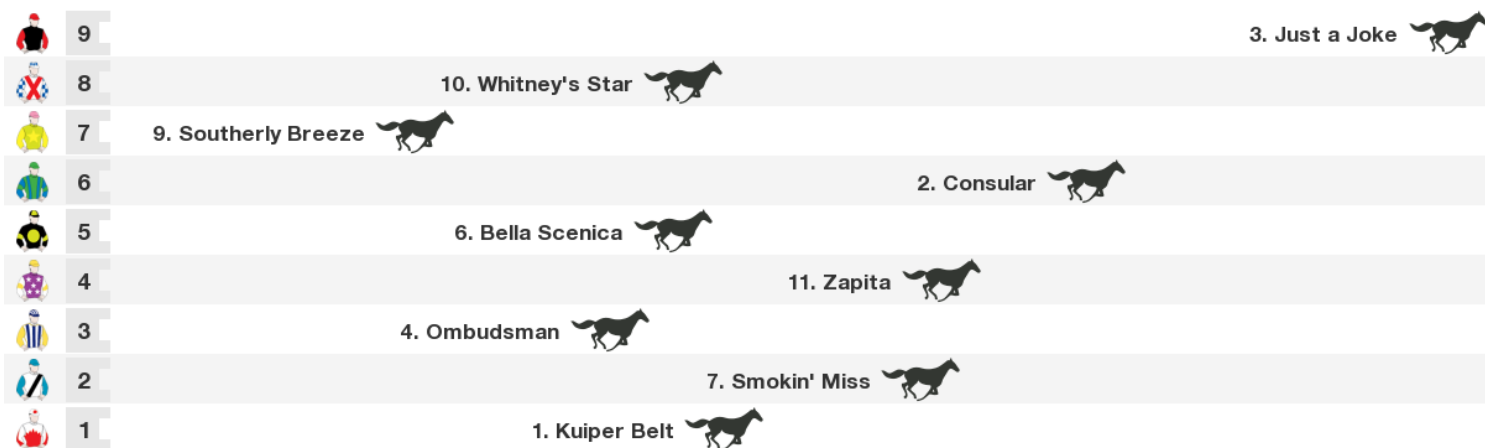 9 3. Just a Joke
8 10. Whitney's Star
7 9. Southerly Breeze
6 2. Consular
5 6. Bella Scenica
4 11. Zapita
3 4. Ombudsman
2 7. Smokin' Miss
1 1. Kuiper Belt